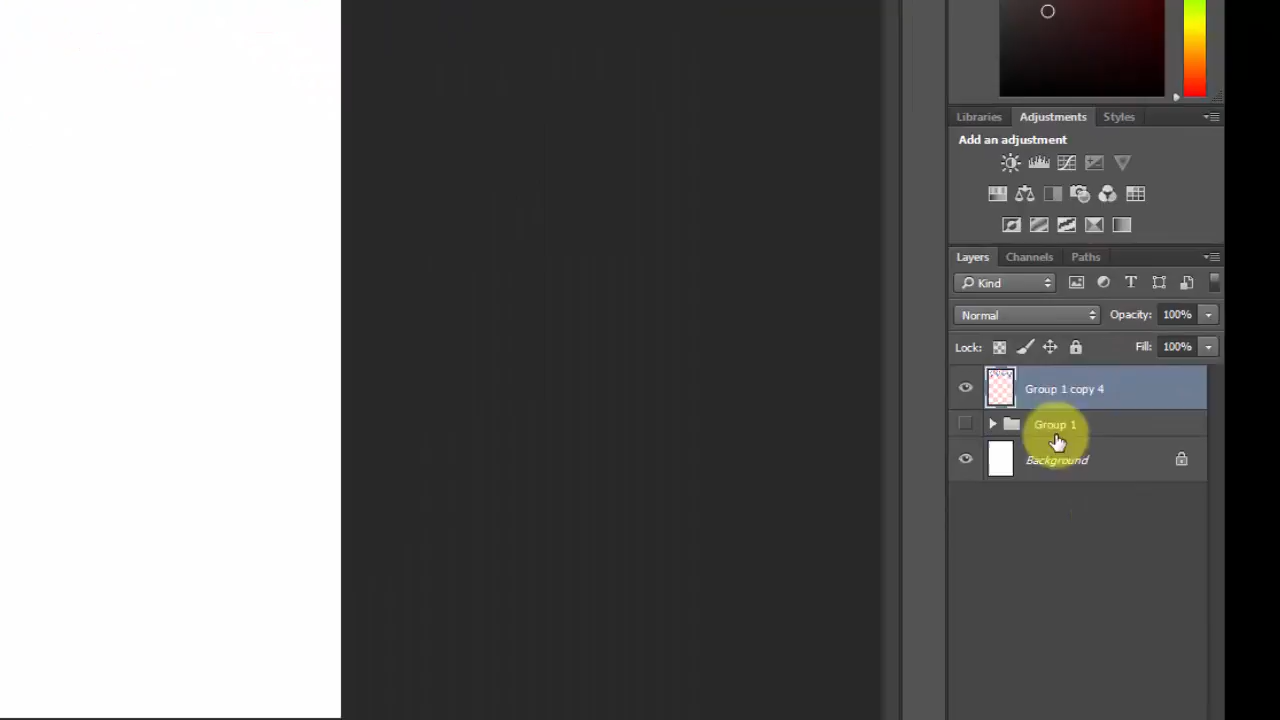 Libraries Adjustments Styles
Add an adjustment
Layers Channels Paths
Kind
Normal Opacity: 100%
Lock: Fill: 100%
Group 1 copy 4
Group 1
Background